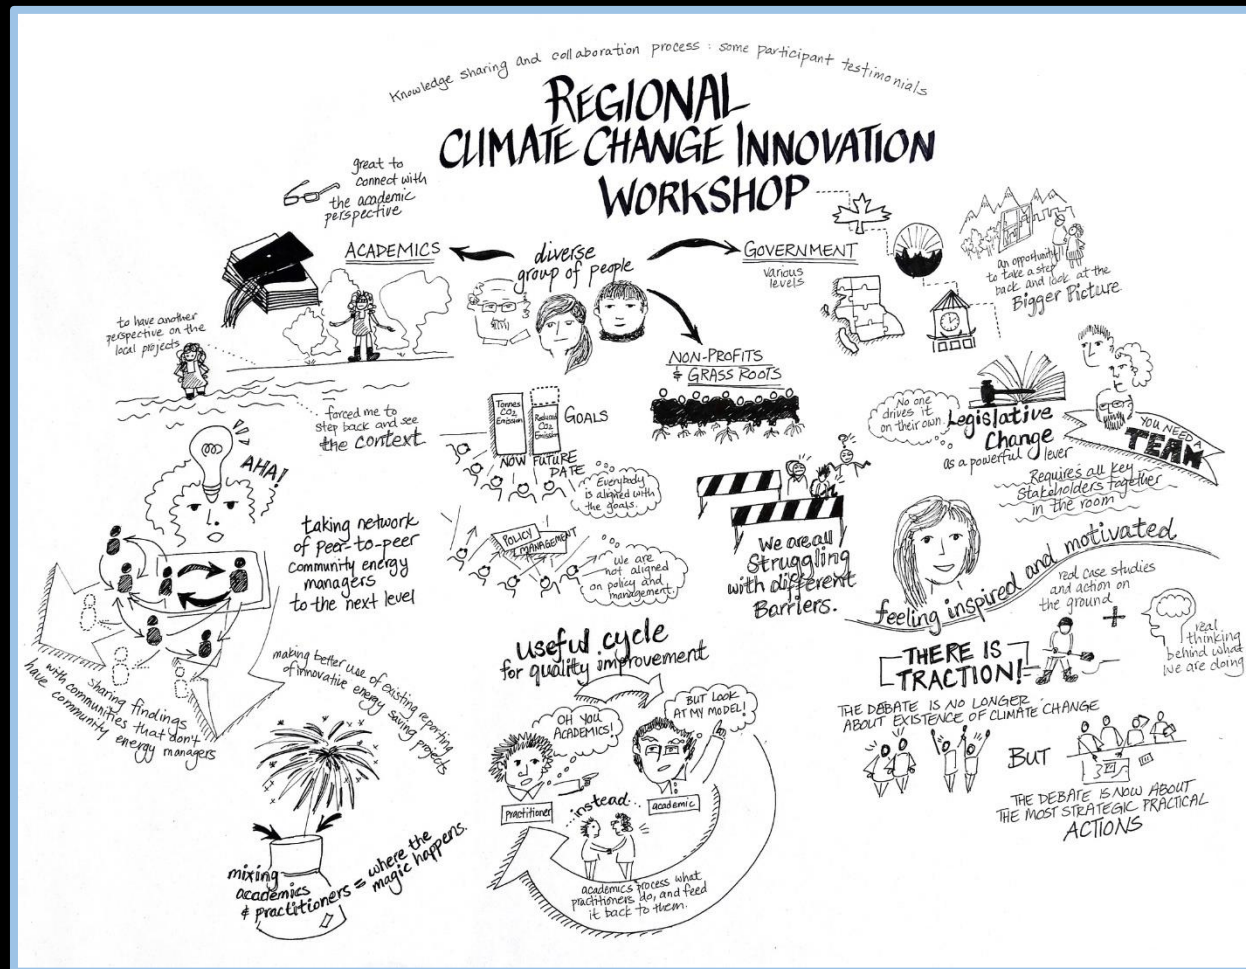 Knowledge sharing and collaboration process : some participant testimonials
REGIONAL
CLIMATE CHANGE INNOVATION
WORKSHOP
great to
connect with
the academic
perspective
ACADEMICS
diverse
group of people
GOVERNMENT
various
levels
an opportunity
to take a step
back and look at the
Bigger Picture
to have another
perspective on the
local projects
NON-PROFITS
& GRASS ROOTS
forced me to
step back and see
the context
AHA!
Tonnes
CO2
Emission
Reduced
CO2
Emission
GOALS
NOW
FUTURE
DATE
Everybody
is aligned with
the goals.
POLICY
MANAGEMENT
We are
not aligned
on policy and
management.
No one
drives it
on their own.
Legislative
Change
as a powerful lever
YOU NEED A
TEAM
Requires all key
stakeholders together
in the room
We are all
Struggling
with different
Barriers.
taking network
of peer-to-peer
community energy
managers
to the next level
sharing findings
with communities that don't
have community energy managers
making better use of existing reporting
of innovative energy saving projects
mixing
academics
& practitioners = where the
magic happens.
useful cycle
for quality improvement
OH YOU
ACADEMICS!
BUT LOOK
AT MY MODEL!
practitioner
academic
...instead...
academics process what
practitioners do, and feed
it back to them.
feeling inspired and motivated
real case studies
and action on
the ground
+
real
thinking
behind what
we are doing
THERE IS
TRACTION!
THE DEBATE IS NO LONGER
ABOUT EXISTENCE OF CLIMATE CHANGE
BUT
THE DEBATE IS NOW ABOUT
THE MOST STRATEGIC PRACTICAL
ACTIONS